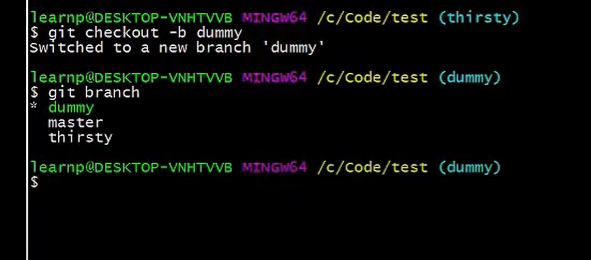 learnp@DESKTOP-VNHTVVB MINGW64 /c/Code/test (thirsty)
$ git checkout -b dummy
Switched to a new branch 'dummy'
learnp@DESKTOP-VNHTVVB MINGW64 /c/Code/test (dummy)
$ git branch
* dummy
  master
  thirsty
learnp@DESKTOP-VNHTVVB MINGW64 /c/Code/test (dummy)
$